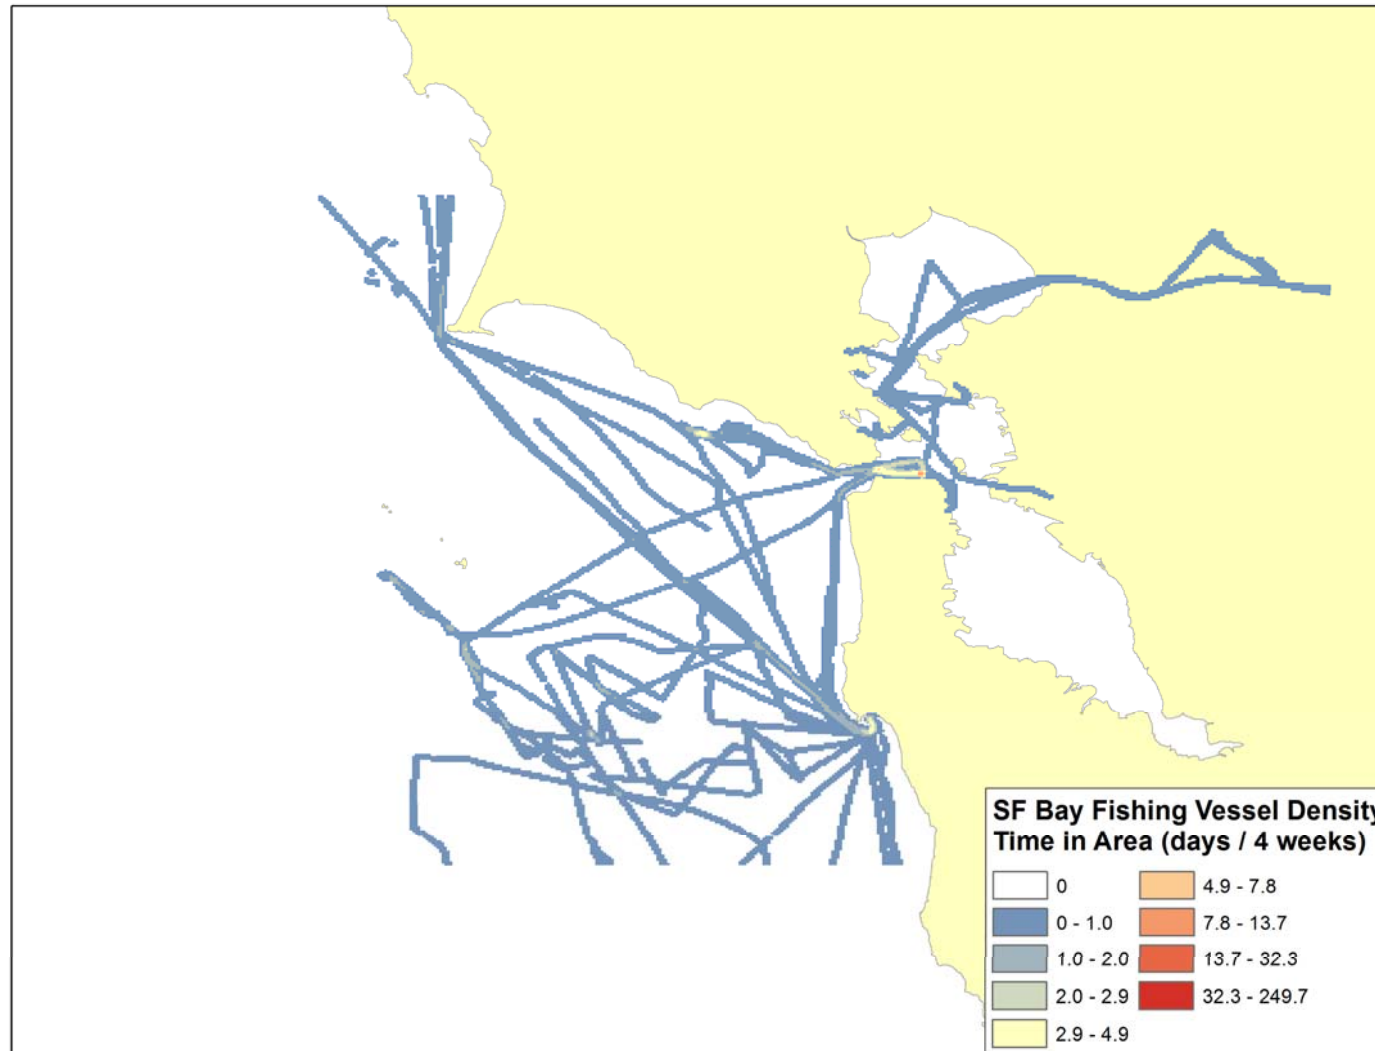 SF Bay Fishing Vessel Density
Time in Area (days / 4 weeks)
0
0 - 1.0
1.0 - 2.0
2.0 - 2.9
2.9 - 4.9
4.9 - 7.8
7.8 - 13.7
13.7 - 32.3
32.3 - 249.7